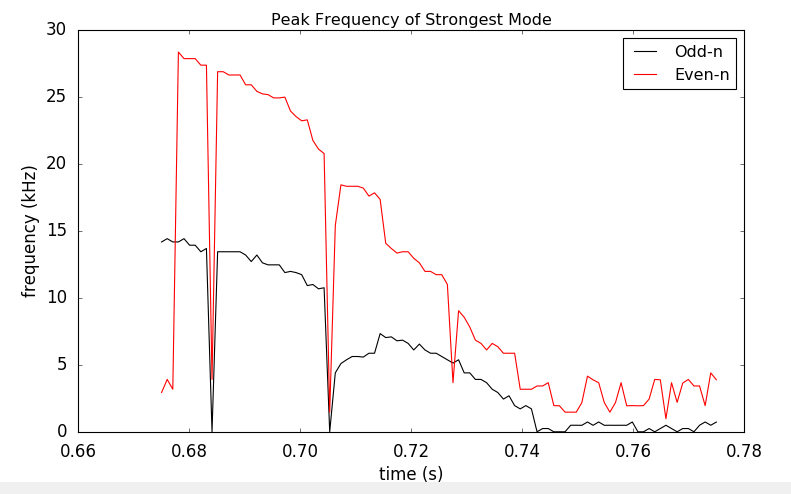 Peak Frequency of Strongest Mode
30
25
20
15
10
5
0
frequency (kHz)
Odd-n
Even-n
0.66 0.68 0.70 0.72 0.74 0.76 0.78
time (s)